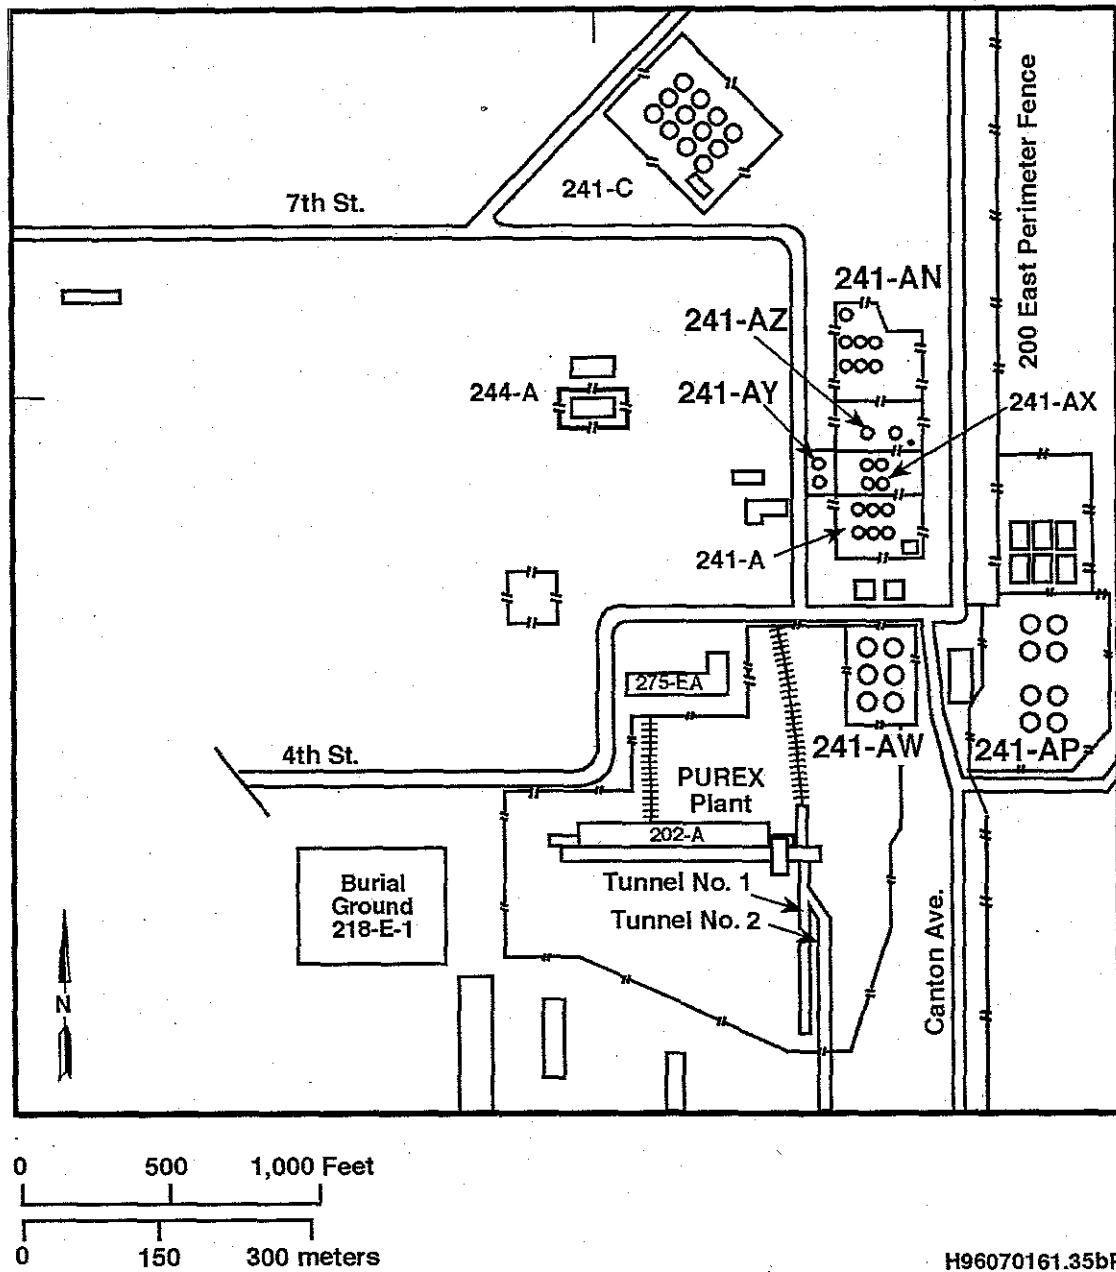 241-C
7th St.
200 East Perimeter Fence
241-AN
241-AZ
244-A
241-AY
241-AX
241-A
275-EA
4th St.
241-AW
241-AP
PUREX
Plant
202-A
Burial
Ground
218-E-1
Tunnel No. 1
Tunnel No. 2
Canton Ave.
N
0 500 1,000 Feet
0 150 300 meters
H96070161.35bF